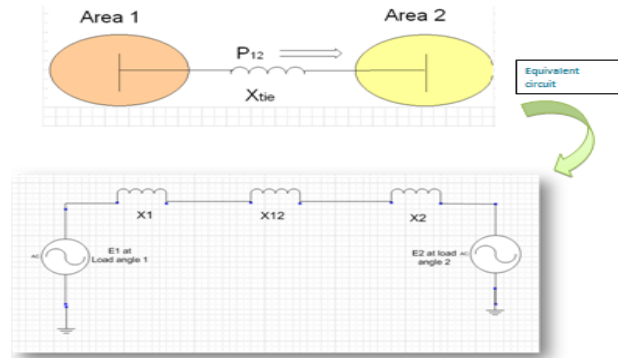 Area 1
Area 2
P12
Xtie
Equivalent
circuit
X1
X12
X2
AC
E1 at
Load angle 1
E2 at load
angle 2
AC